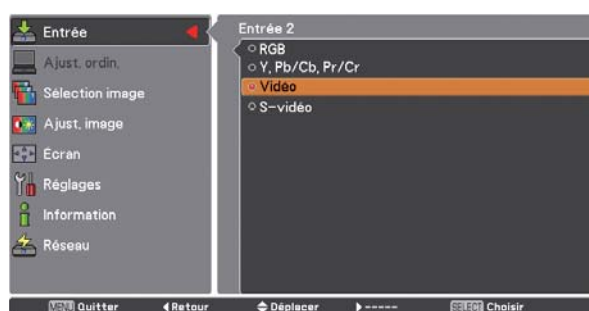 Entrée
Ajust. ordin.
Sélection image
Ajust. image
Écran
Réglages
Information
Réseau
Entrée 2
RGB
Y, Pb/Cb, Pr/Cr
Vidéo
S-vidéo
MENU Quitter Retour Déplacer ----- SELECT Choisir